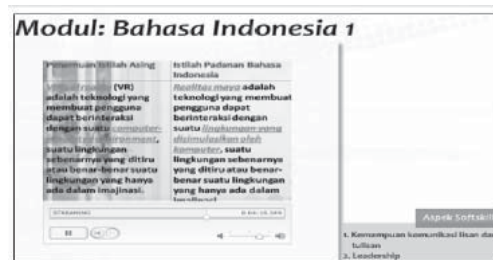 Modul: Bahasa Indonesia 1
Istilah Asing
(VR)
adalah teknologi yang
membuat pengguna
dapat berinteraksi
dengan suatu computer-
suatu lingkungan
sebenarnya yang ditiru
atau benar-benar suatu
lingkungan yang hanya
ada dalam imajinasi.
Istilah Padanan Bahasa
Indonesia
Realitas maya adalah
teknologi yang membuat
pengguna dapat
berinteraksi dengan
suatu lingkungan yang
disimulasikan oleh
komputer, suatu
lingkungan sebenarnya
yang ditiru atau benar-
benar suatu lingkungan
yang hanya ada dalam
imajinasi
STREAMING
Aspek Softskill
1. Kemampuan komunikasi lisan dan
tulisan
2. Leadership